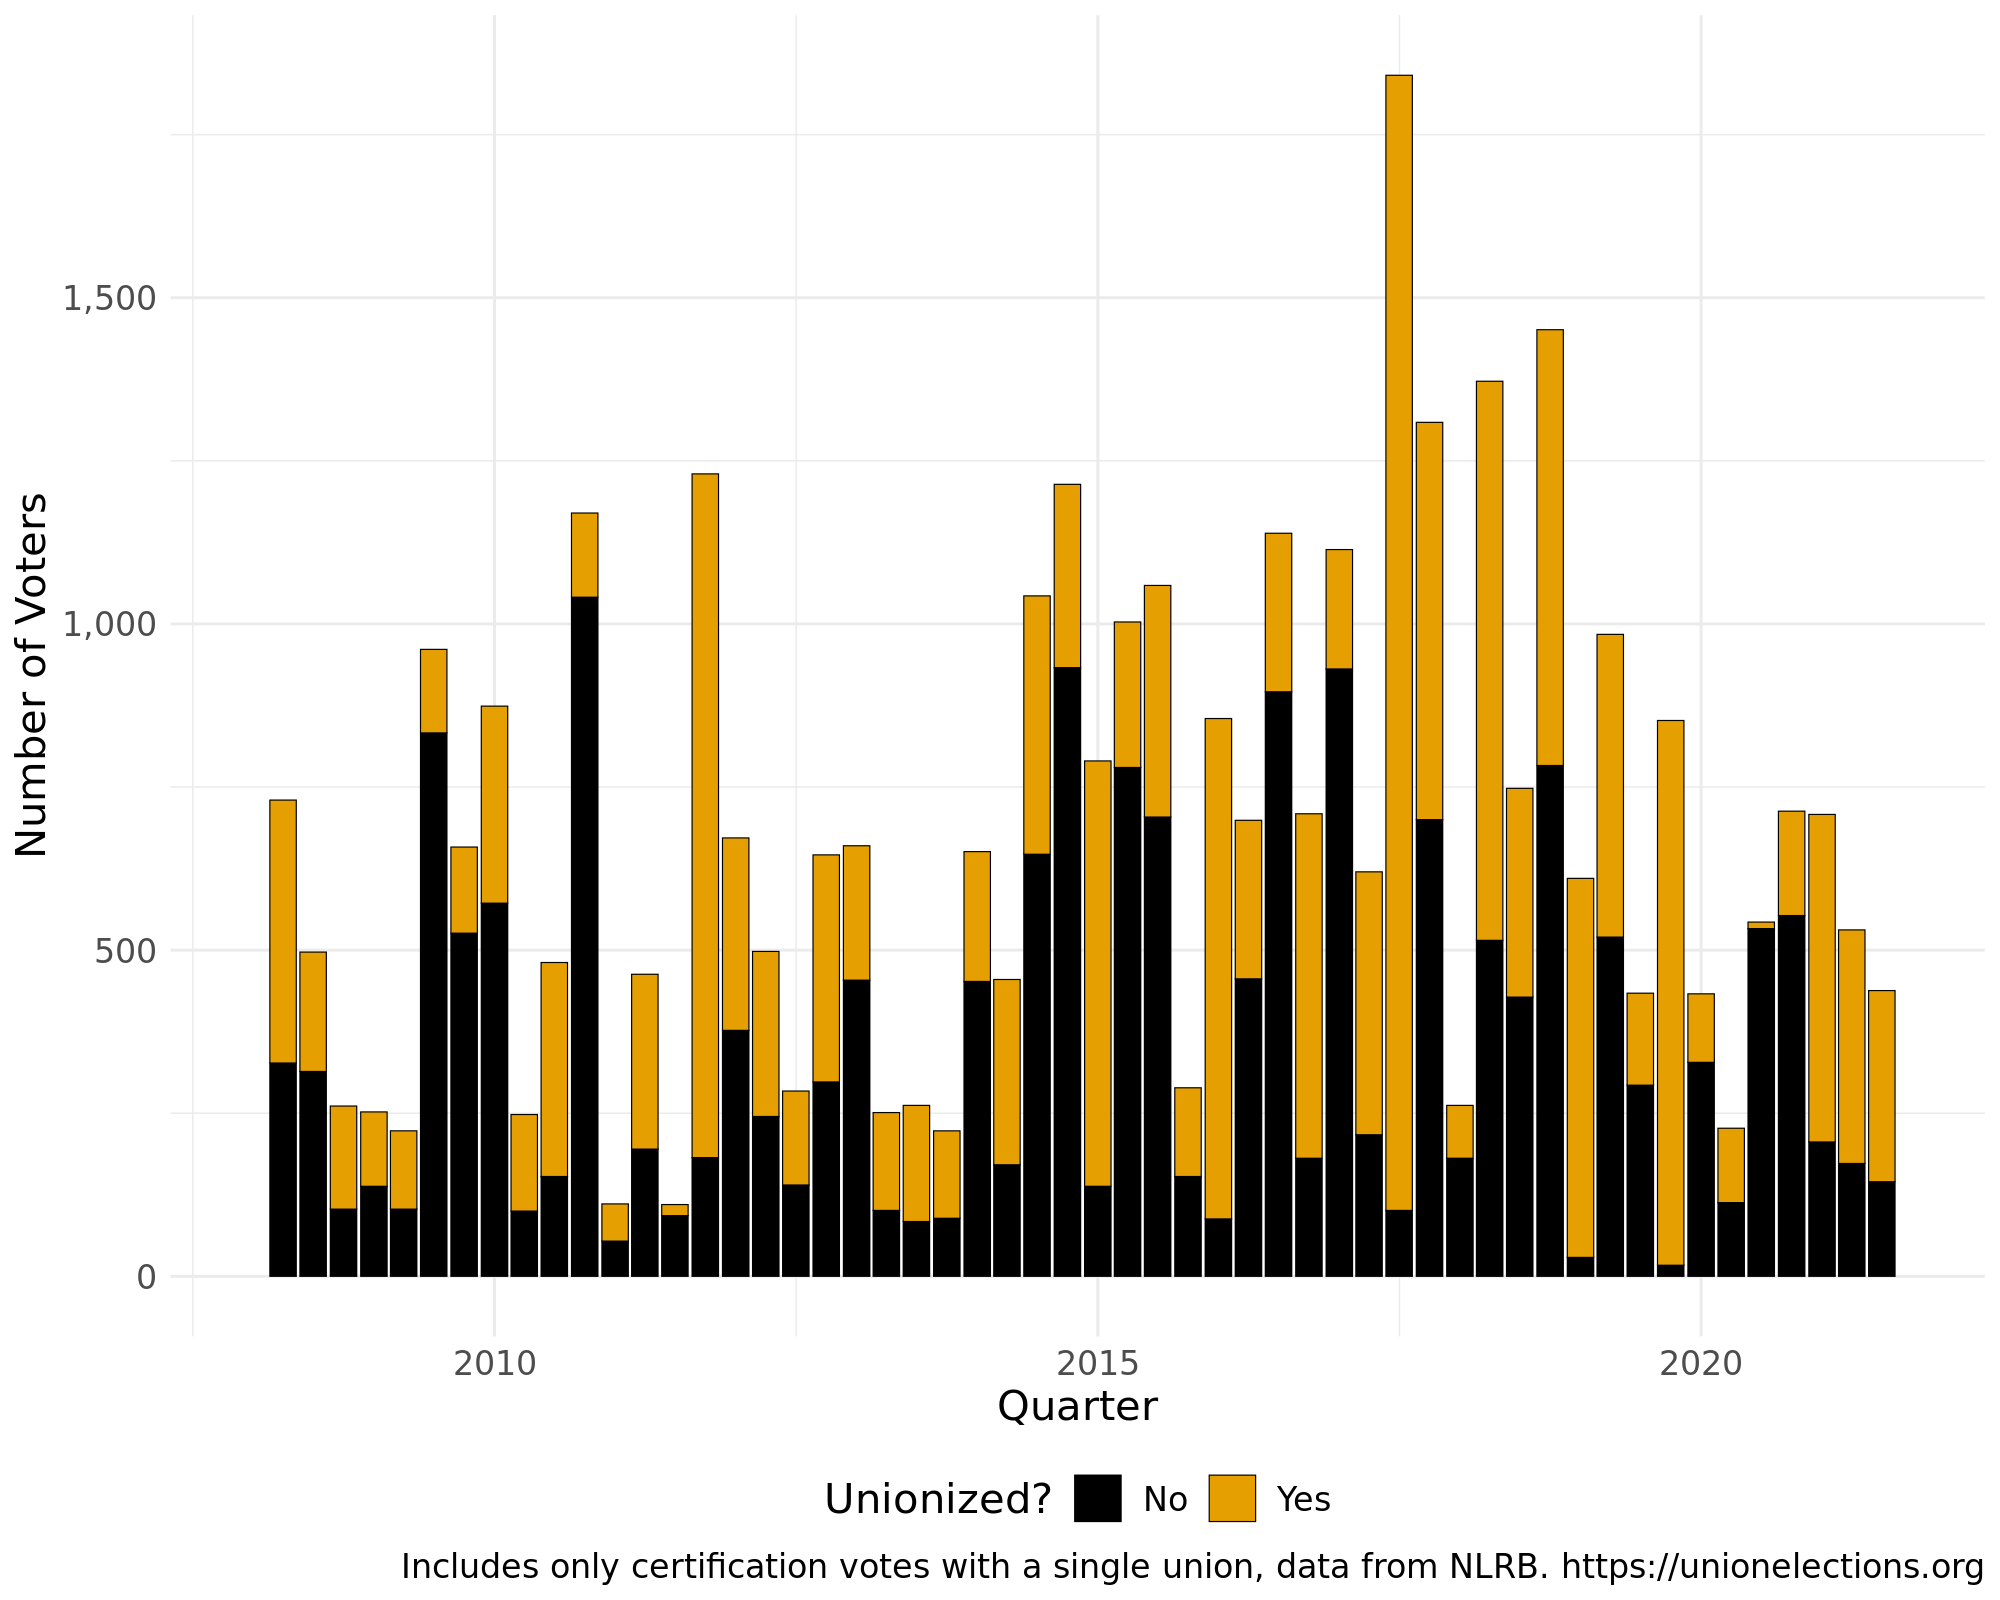 Number of Voters
1,500
1,000
500
0
2010 2015 2020
Quarter
Unionized? No Yes
Includes only certification votes with a single union, data from NLRB. https://unionelections.org